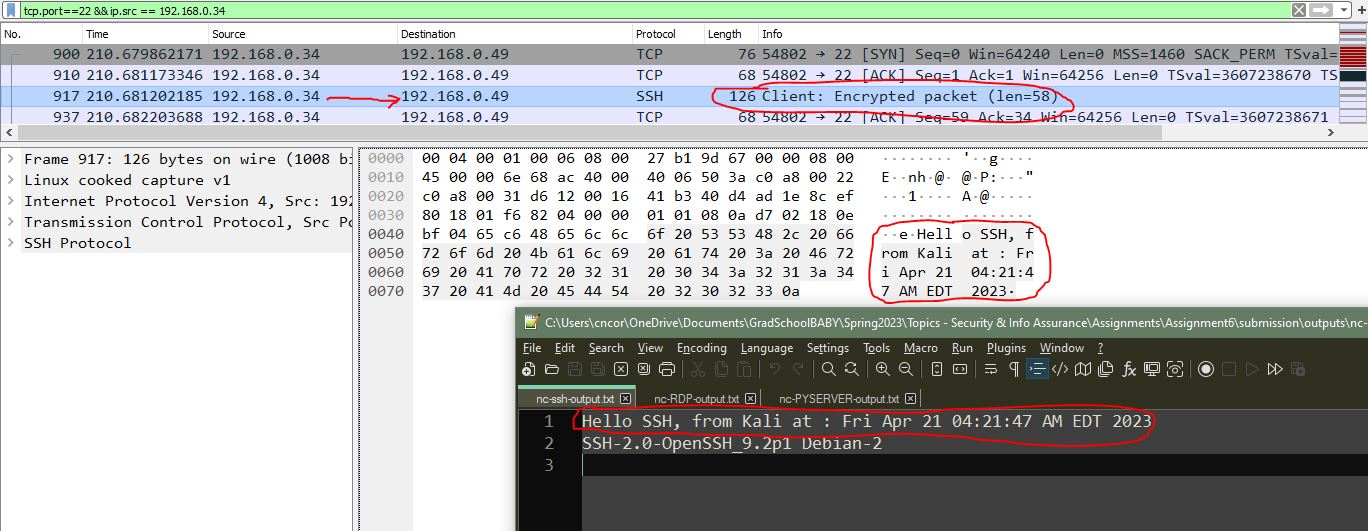 tcp.port==22 &&ip.src == 192.168.0.34
No. Time Source Destination Protocol Length Info
900 210.679862171 192.168.0.34 192.168.0.49 TCP 76 54802 → 22 [SYN] Seq=0 Win=64240 Len=0 MSS=1460 SACK_PERM TSval=
910 210.681173346 192.168.0.34 192.168.0.49 TCP 68 54802 → 22 [ACK] Seq=1 Ack=1 Win=64256 Len=0 TSval=3607238670 TS
917 210.681202185 192.168.0.34 192.168.0.49 SSH 126 Client: Encrypted packet (len=58)
937 210.682203688 192.168.0.34 192.168.0.49 TCP 68 54802 → 22 [ACK] Seq=59 Ack=34 Win=64256 Len=0 TSval=3607238671
Frame 917: 126 bytes on wire (1008 bi
Linux cooked capture v1
Internet Protocol Version 4, Src: 192
Transmission Control Protocol, Src Po
SSH Protocol
0000 00 04 00 01 00 06 08 00 27 b1 9d 67 00 00 08 00 ········ '··g····
0010 45 00 00 6e 68 ac 40 00 40 06 50 3a c0 a8 00 22 E··nh·@· @·P:···"
0020 c0 a8 00 31 d6 12 00 16 41 b3 40 d4 ad 1e 8c ef ···1···· A·@·····
0030 80 18 01 f6 82 04 00 00 01 01 08 0a d7 02 18 0e ········ ········
0040 bf 04 65 c6 48 65 6c 6c 6f 20 53 53 48 2c 20 66 ··e·Hell o SSH, f
0050 72 6f 6d 20 4b 61 6c 69 20 61 74 20 3a 20 46 72 rom Kali at : Fr
0060 69 20 41 70 72 20 32 31 20 30 34 3a 32 31 3a 34 i Apr 21 04:21:4
0070 37 20 41 4d 20 45 44 54 20 32 30 32 33 0a 7 AM EDT 2023·
C:\Users\cncor\OneDrive\Documents\GradSchoolBABY\Spring2023\Topics - Security & Info Assurance\Assignments\Assignment6\submission\outputs\nc-
File Edit Search View Encoding Language Settings Tools Macro Run Plugins Window ?
nc-ssh-output.txt nc-RDP-output.txt nc-PYSERVER-output.txt
1 Hello SSH, from Kali at : Fri Apr 21 04:21:47 AM EDT 2023
2 SSH-2.0-OpenSSH_9.2p1 Debian-2
3